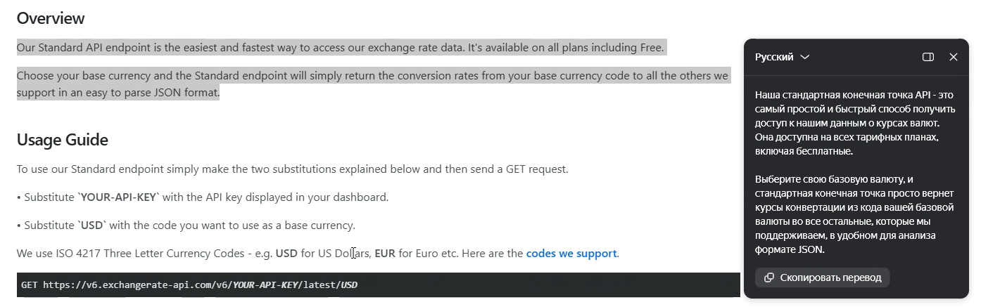 Overview
Our Standard API endpoint is the easiest and fastest way to access our exchange rate data. It's available on all plans including Free.
Choose your base currency and the Standard endpoint will simply return the conversion rates from your base currency code to all the others we
support in an easy to parse JSON format.
Usage Guide
To use our Standard endpoint simply make the two substitutions explained below and then send a GET request.
• Substitute `YOUR-API-KEY` with the API key displayed in your dashboard.
• Substitute `USD` with the code you want to use as a base currency.
We use ISO 4217 Three Letter Currency Codes - e.g. USD for US Dollars, EUR for Euro etc. Here are the codes we support.
GET https://v6.exchangerate-api.com/v6/YOUR-API-KEY/latest/USD
Русский
Наша стандартная конечная точка API - это
самый простой и быстрый способ получить
доступ к нашим данным о курсах валют.
Она доступна на всех тарифных планах,
включая бесплатные.
Выберите свою базовую валюту, и
стандартная конечная точка просто вернет
курсы конвертации из кода вашей базовой
валюты во все остальные, которые мы
поддерживаем, в удобном для анализа
формате JSON.
Скопировать перевод